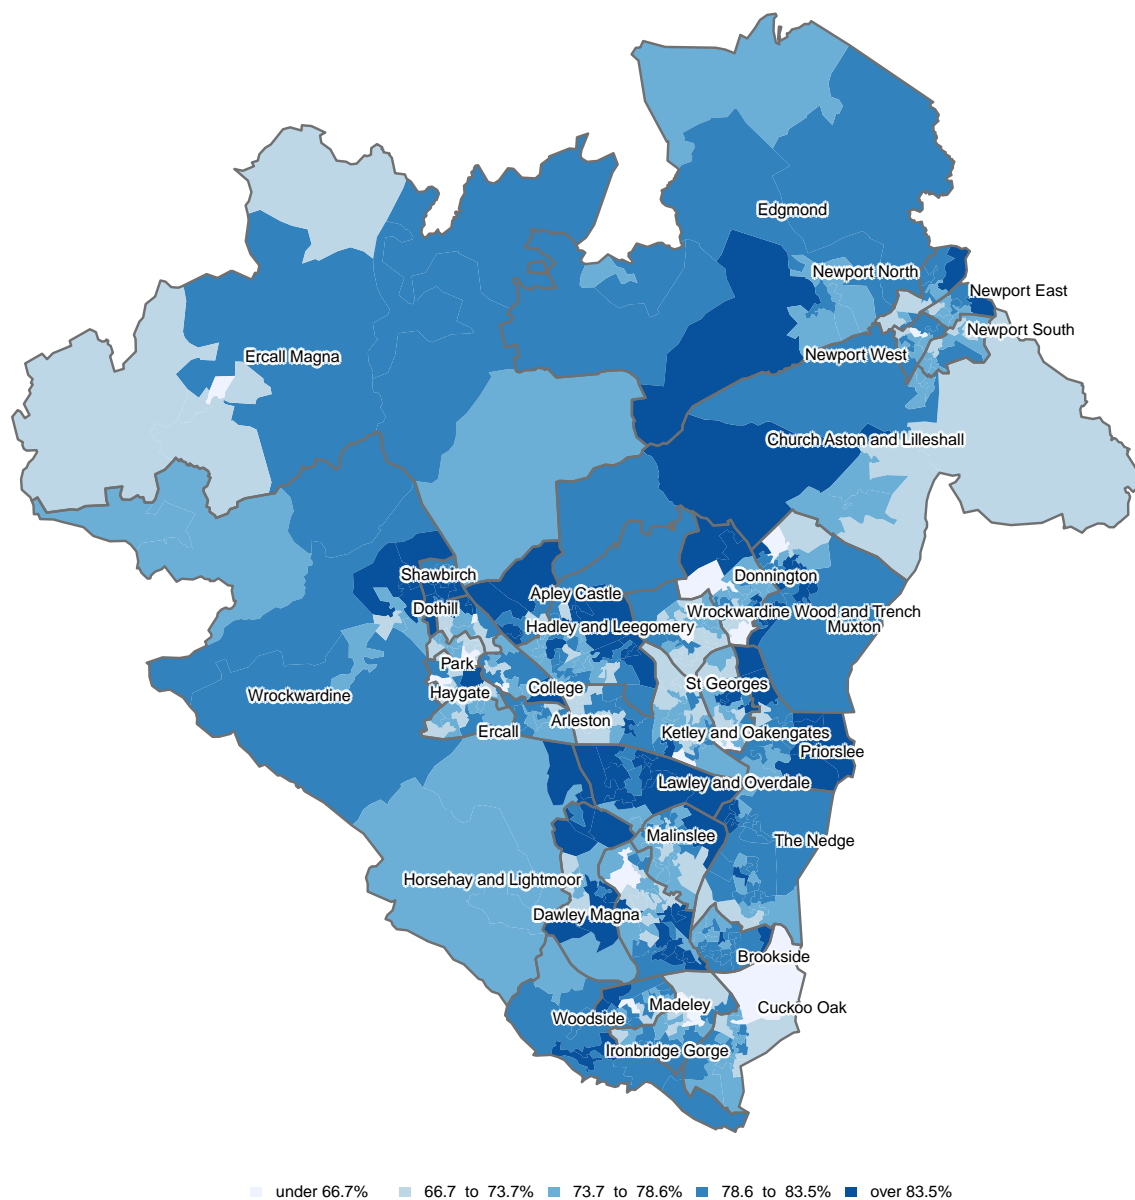 Edgmond
Newport North
Newport East
Newport South
Newport West
Ercall Magna
Church Aston and Lilleshall
Shawbirch
Donnington
Apley Castle
Dothill
Wrockwardine Wood and Trench
Hadley and Leegomery
Muxton
Park
St Georges
College
Haygate
Wrockwardine
Arleston
Ercall
Ketley and Oakengates
Priorslee
Lawley and Overdale
Malinslee
The Nedge
Horsehay and Lightmoor
Dawley Magna
Brookside
Madeley
Cuckoo Oak
Woodside
Ironbridge Gorge
under 66.7% 66.7 to 73.7% 73.7 to 78.6% 78.6 to 83.5% over 83.5%